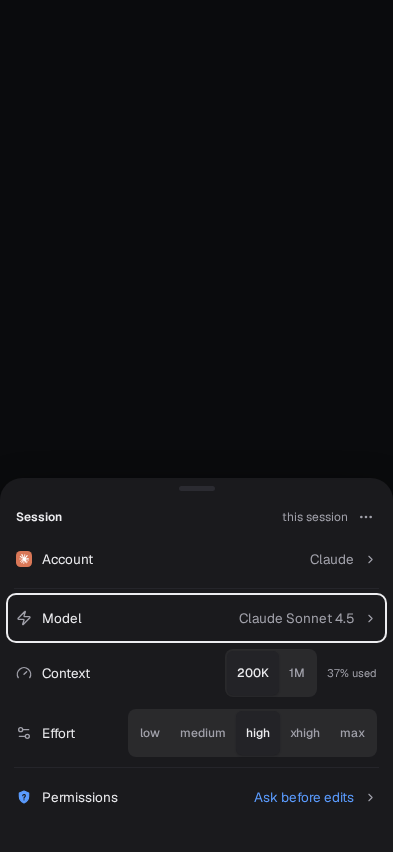 Session this session
Account Claude
Model Claude Sonnet 4.5
Context 200K 1M 37% used
Effort low medium high xhigh max
Permissions Ask before edits